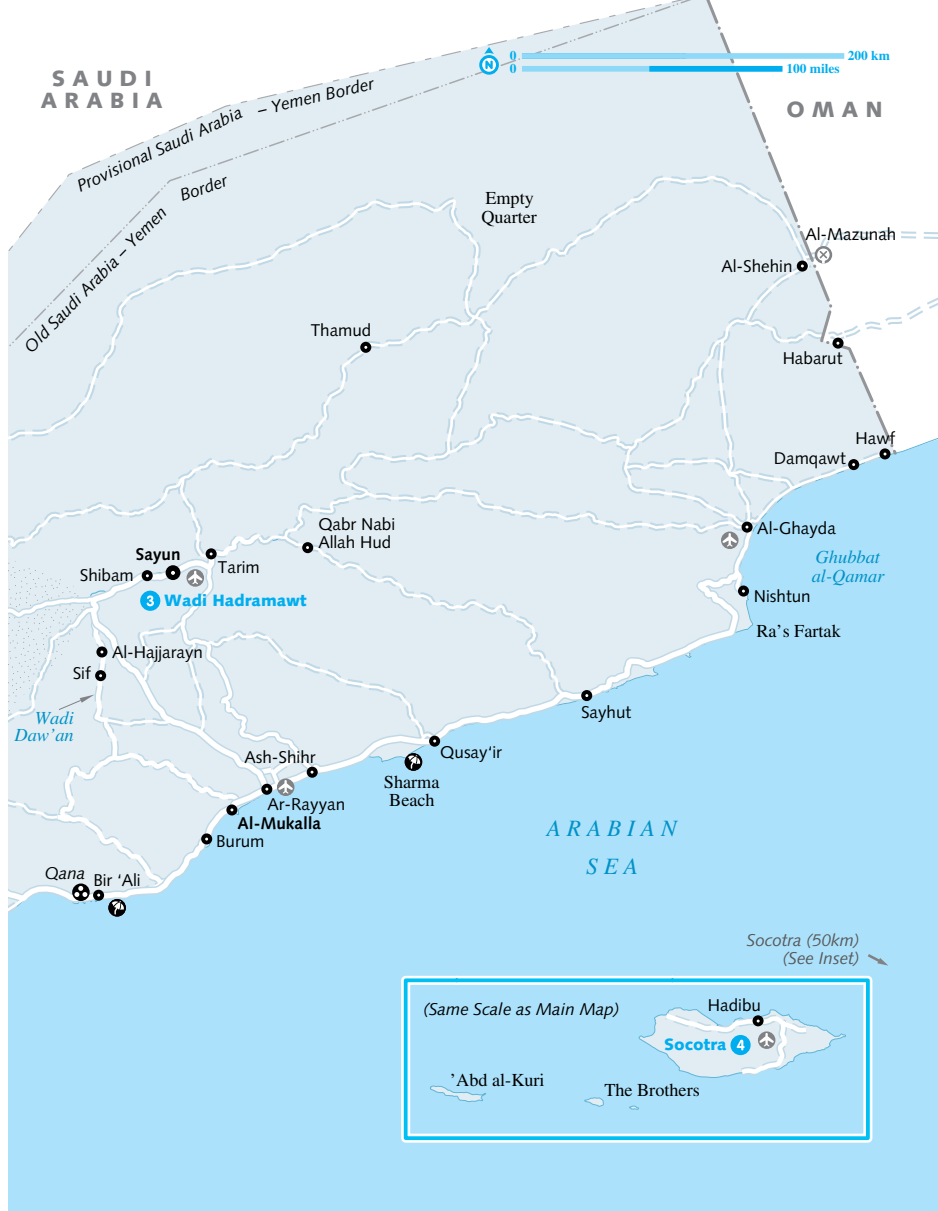 SAUDI
ARABIA
N
0
200 km
0
100 miles
OMAN
Provisional Saudi Arabia – Yemen Border
Old Saudi Arabia – Yemen Border
Empty
Quarter
Al-Mazunah
Al-Shehin
Thamud
Habarut
Hawf
Damqawt
Qabr Nabi
Allah Hud
Al-Ghayda
Sayun
Tarim
Shibam
Ghubbat
al-Qamar
3 Wadi Hadramawt
Nishtun
Ra's Fartak
Al-Hajjarayn
Sif
Wadi
Daw'an
Sayhut
Ash-Shihr
Qusay‘ir
Sharma
Beach
Ar-Rayyan
Al-Mukalla
Burum
ARABIAN
SEA
Qana
Bir ‘Ali
Socotra (50km)
(See Inset)
(Same Scale as Main Map)
Hadibu
Socotra 4
’Abd al-Kuri
The Brothers